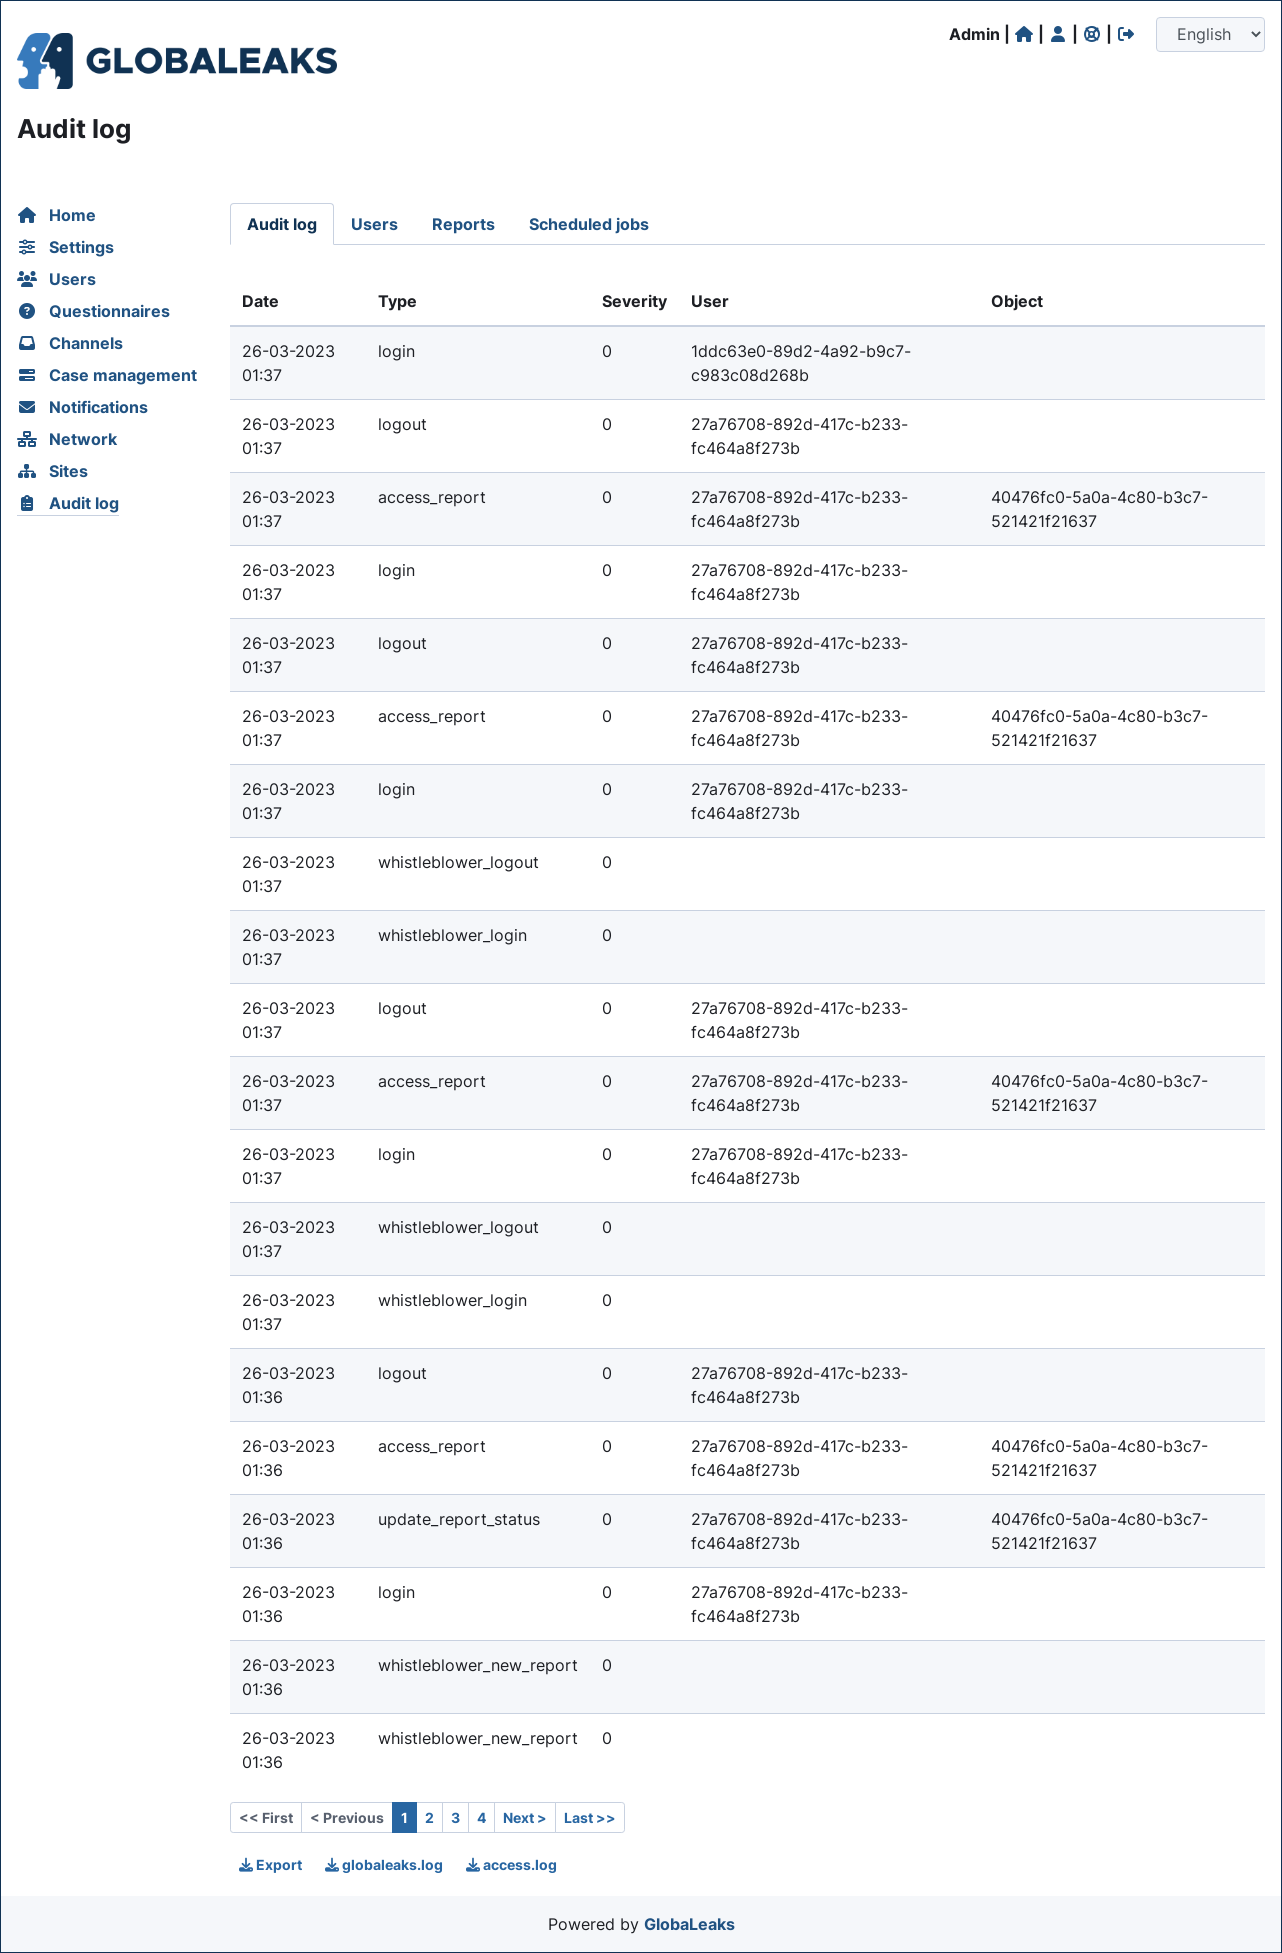 GLOBALEAKS
Admin | | | | English
Audit log
Home
Settings
Users
Questionnaires
Channels
Case management
Notifications
Network
Sites
Audit log
Audit log Users Reports Scheduled jobs
Date Type Severity User Object
26-03-2023 login 0 1ddc63e0-89d2-4a92-b9c7-
01:37 c983c08d268b
26-03-2023 logout 0 27a76708-892d-417c-b233-
01:37 fc464a8f273b
26-03-2023 access_report 0 27a76708-892d-417c-b233- 40476fc0-5a0a-4c80-b3c7-
01:37 fc464a8f273b 521421f21637
26-03-2023 login 0 27a76708-892d-417c-b233-
01:37 fc464a8f273b
26-03-2023 logout 0 27a76708-892d-417c-b233-
01:37 fc464a8f273b
26-03-2023 access_report 0 27a76708-892d-417c-b233- 40476fc0-5a0a-4c80-b3c7-
01:37 fc464a8f273b 521421f21637
26-03-2023 login 0 27a76708-892d-417c-b233-
01:37 fc464a8f273b
26-03-2023 whistleblower_logout 0
01:37
26-03-2023 whistleblower_login 0
01:37
26-03-2023 logout 0 27a76708-892d-417c-b233-
01:37 fc464a8f273b
26-03-2023 access_report 0 27a76708-892d-417c-b233- 40476fc0-5a0a-4c80-b3c7-
01:37 fc464a8f273b 521421f21637
26-03-2023 login 0 27a76708-892d-417c-b233-
01:37 fc464a8f273b
26-03-2023 whistleblower_logout 0
01:37
26-03-2023 whistleblower_login 0
01:37
26-03-2023 logout 0 27a76708-892d-417c-b233-
01:36 fc464a8f273b
26-03-2023 access_report 0 27a76708-892d-417c-b233- 40476fc0-5a0a-4c80-b3c7-
01:36 fc464a8f273b 521421f21637
26-03-2023 update_report_status 0 27a76708-892d-417c-b233- 40476fc0-5a0a-4c80-b3c7-
01:36 fc464a8f273b 521421f21637
26-03-2023 login 0 27a76708-892d-417c-b233-
01:36 fc464a8f273b
26-03-2023 whistleblower_new_report 0
01:36
26-03-2023 whistleblower_new_report 0
01:36
<< First < Previous 1 2 3 4 Next > Last >>
Export globaleaks.log access.log
Powered by GlobaLeaks